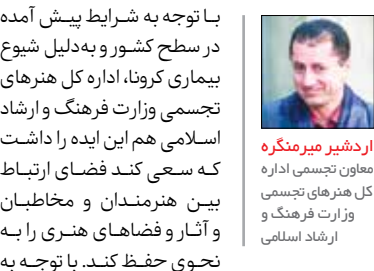 با توجه به شرایط پیش آمده
در سطح کشور و به‌دلیل شیوع
بیماری کرونا، اداره کل هنرهای
تجسمی وزارت فرهنگ و ارشاد
اسلامی هم این ایده را داشت
که سعی کند فضای ارتباط
بین هنرمندان و مخاطبان
و آثار و فضاهای هنری را به
نحوی حفظ کند. با توجه به
اردشیر میرمنگره
معاون تجسمی اداره
کل هنرهای تجسمی
وزارت فرهنگ و
ارشاد اسلامی